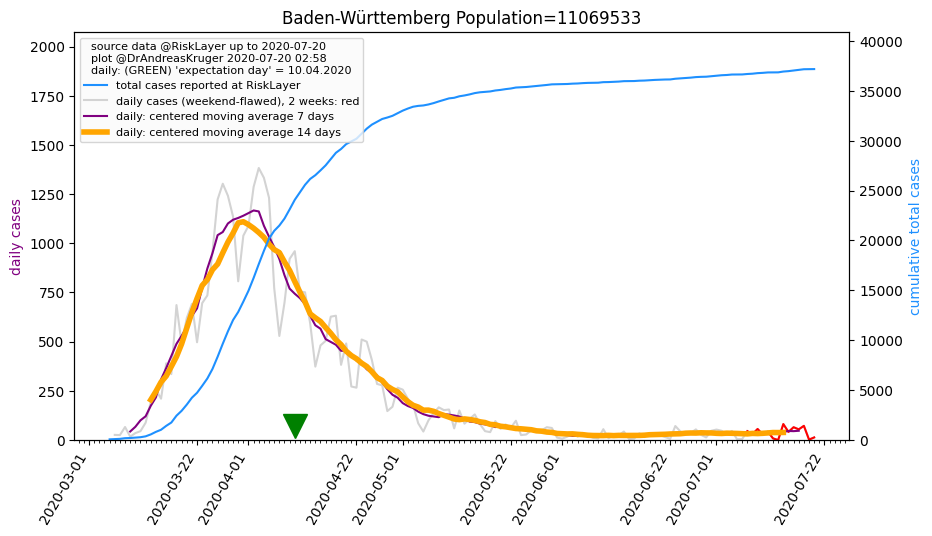 Baden-Württemberg Population=11069533
source data @RiskLayer up to 2020-07-20
plot @DrAndreasKruger 2020-07-20 02:58
daily: (GREEN) 'expectation day' = 10.04.2020
total cases reported at RiskLayer
daily cases (weekend-flawed), 2 weeks: red
daily: centered moving average 7 days
daily: centered moving average 14 days
daily cases
2000
1750
1500
1250
1000
750
500
250
0
40000
35000
30000
25000
20000
15000
10000
5000
0
cumulative total cases
2020-03-01
2020-03-22
2020-04-01
2020-04-22
2020-05-01
2020-05-22
2020-06-01
2020-06-22
2020-07-01
2020-07-22